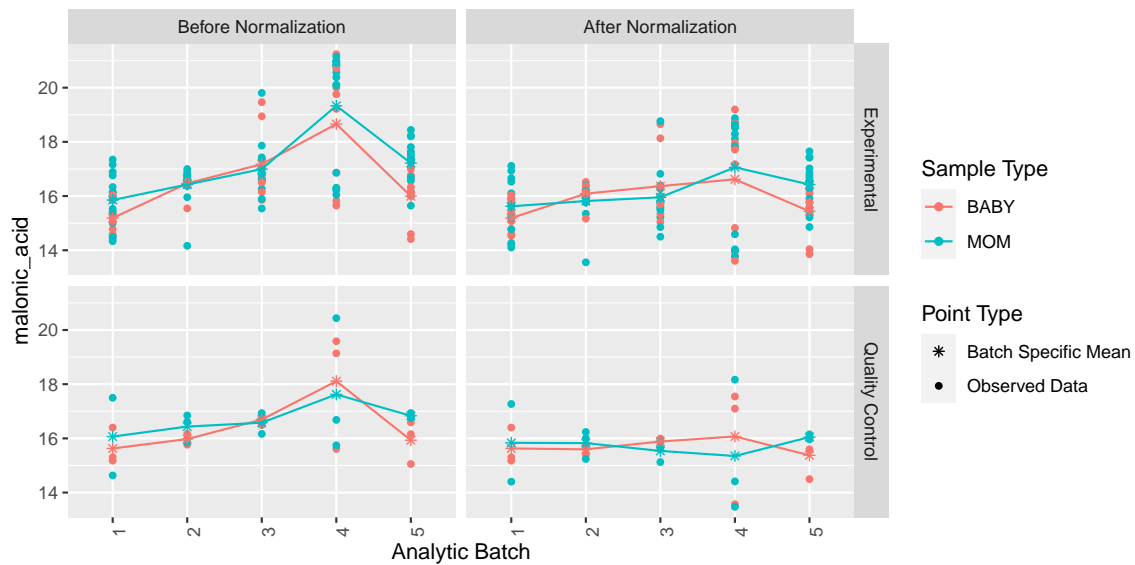 Before Normalization
After Normalization
malonic_acid
20
18
16
14
Experimental
20
18
16
14
Quality Control
1
2
3
4
5
1
2
3
4
5
Analytic Batch
Sample Type
BABY
MOM
Point Type
Batch Specific Mean
Observed Data